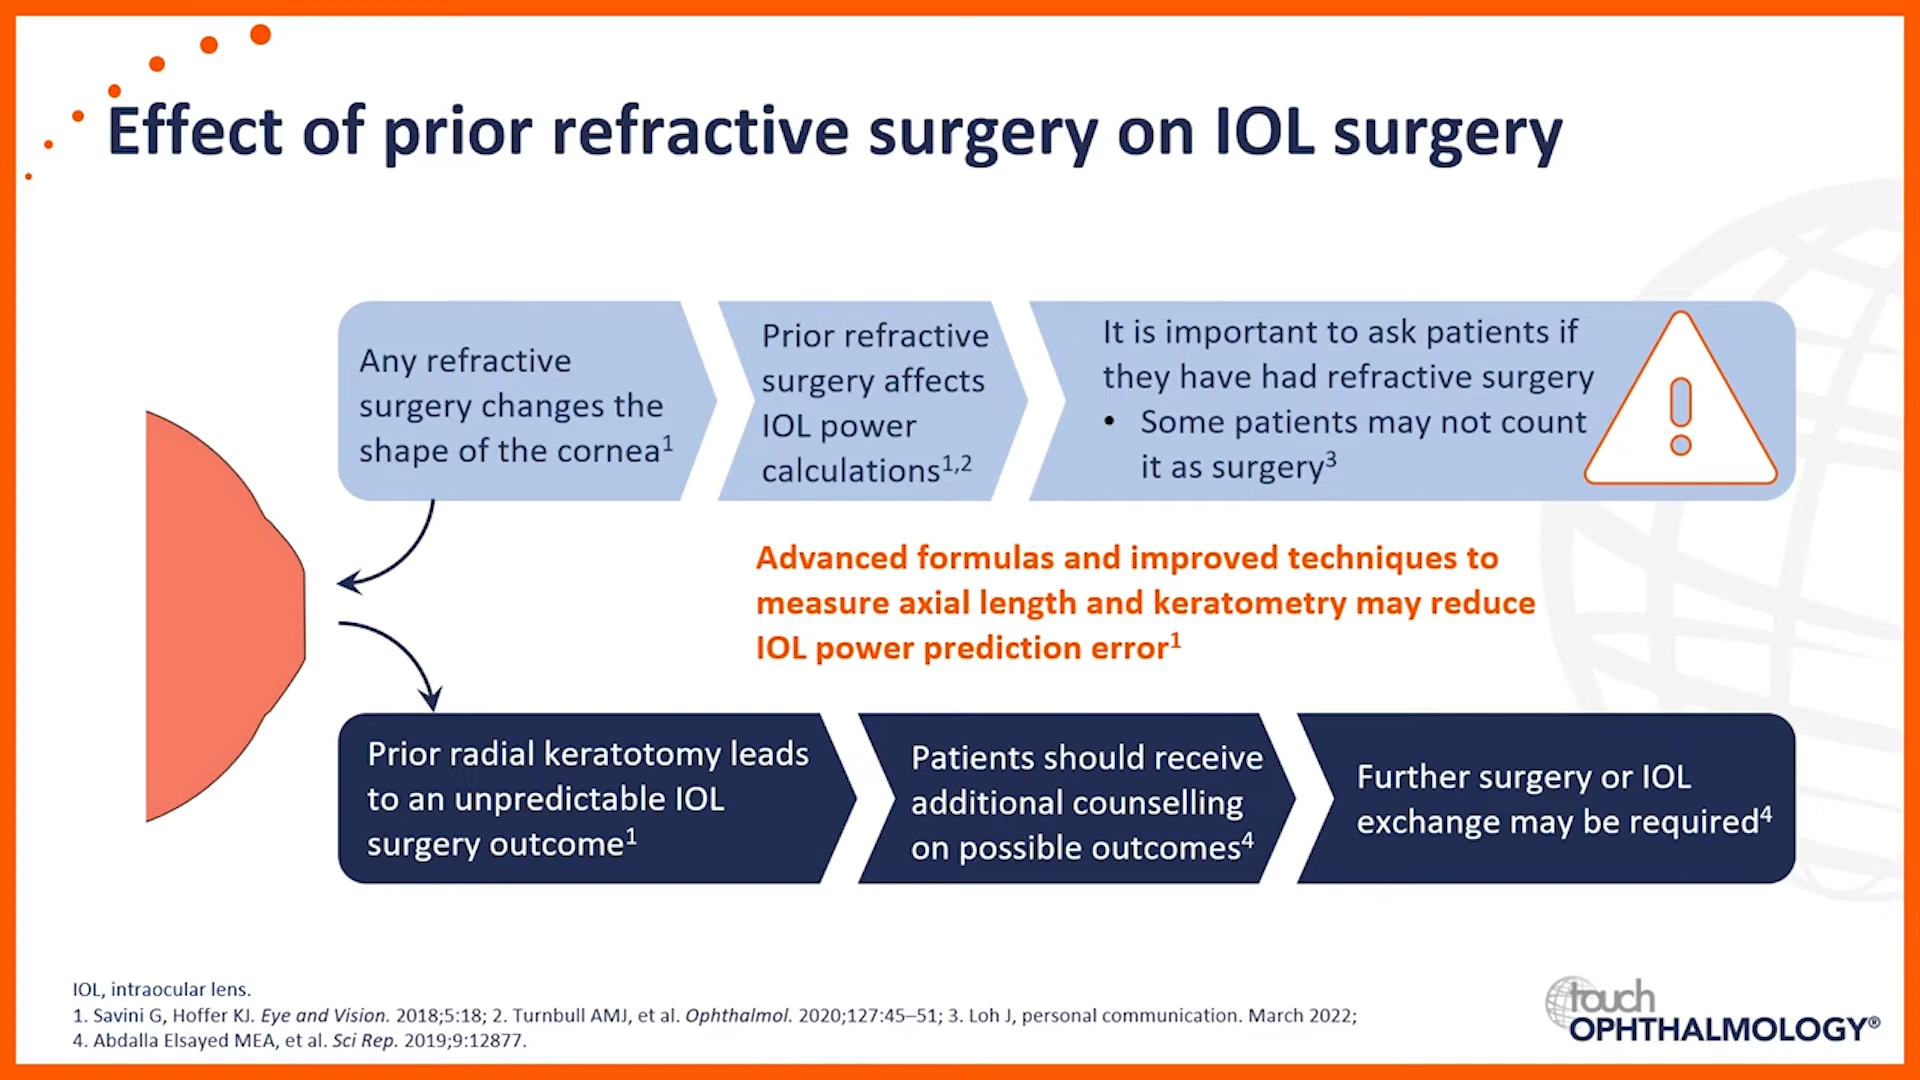 Effect of prior refractive surgery on IOL surgery
Any refractive
surgery changes the
shape of the cornea1
Prior refractive
surgery affects
IOL power
calculations1,2
It is important to ask patients if
they have had refractive surgery
• Some patients may not count
it as surgery3
Advanced formulas and improved techniques to
measure axial length and keratometry may reduce
IOL power prediction error1
Prior radial keratotomy leads
to an unpredictable IOL
surgery outcome1
Patients should receive
additional counselling
on possible outcomes4
Further surgery or IOL
exchange may be required4
IOL, intraocular lens.
1. Savini G, Hoffer KJ. Eye and Vision. 2018;5:18; 2. Turnbull AMJ, et al. Ophthalmol. 2020;127:45–51; 3. Loh J, personal communication. March 2022;
4. Abdalla Elsayed MEA, et al. Sci Rep. 2019;9:12877.
touch
OPHTHALMOLOGY®